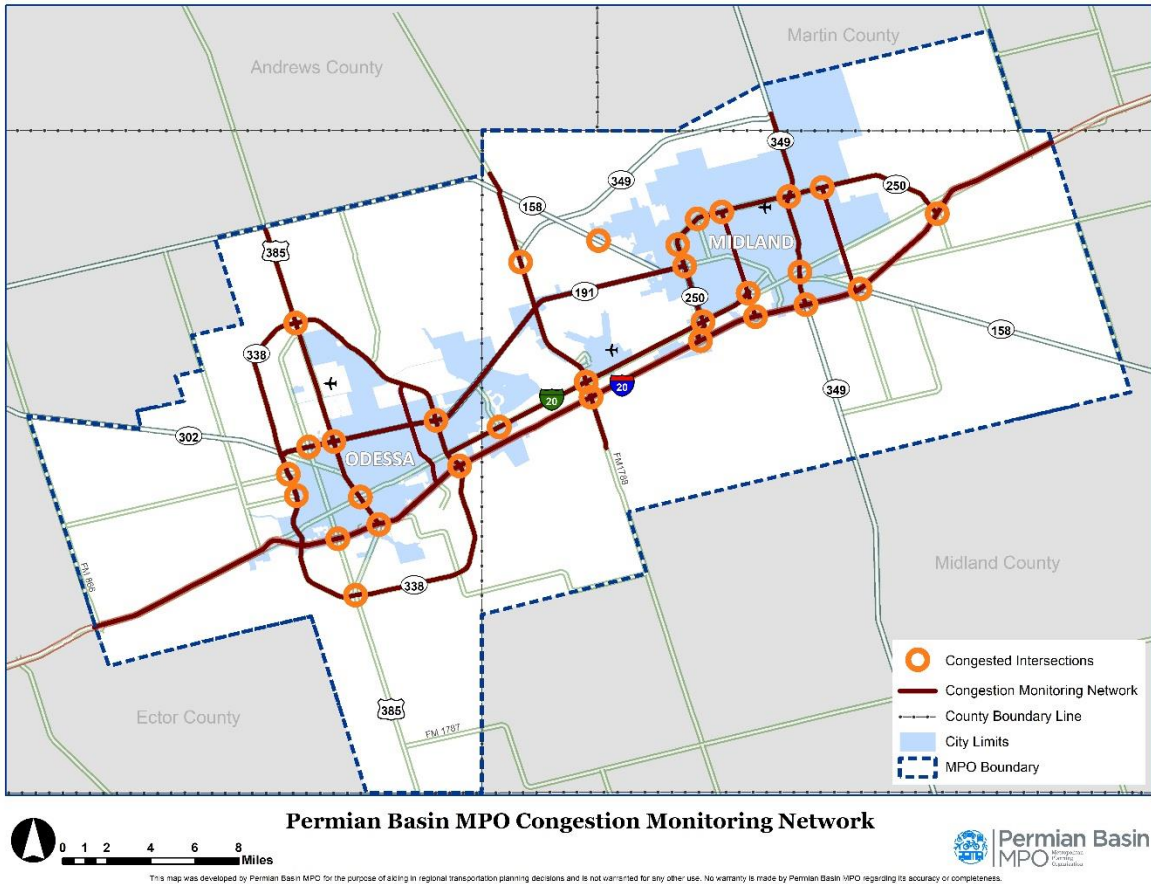 Martin County
Andrews County
349
158
349
250
MIDLAND
385
191
250
338
158
349
20
20
302
ODESSA
FM1788
FM 866
338
Midland County
Ector County
385
FM 1787
Congested Intersections
Congestion Monitoring Network
County Boundary Line
City Limits
MPO Boundary
Permian Basin MPO Congestion Monitoring Network
0 1 2 4 6 8
Miles
Permian Basin
MPO Metropolitan
Planning
Organization
This map was developed by Permian Basin MPO for the purpose of aiding in regional transportation planning decisions and is not warranted for any other use. No warranty is made by Permian Basin MPO regarding its accuracy or completeness.